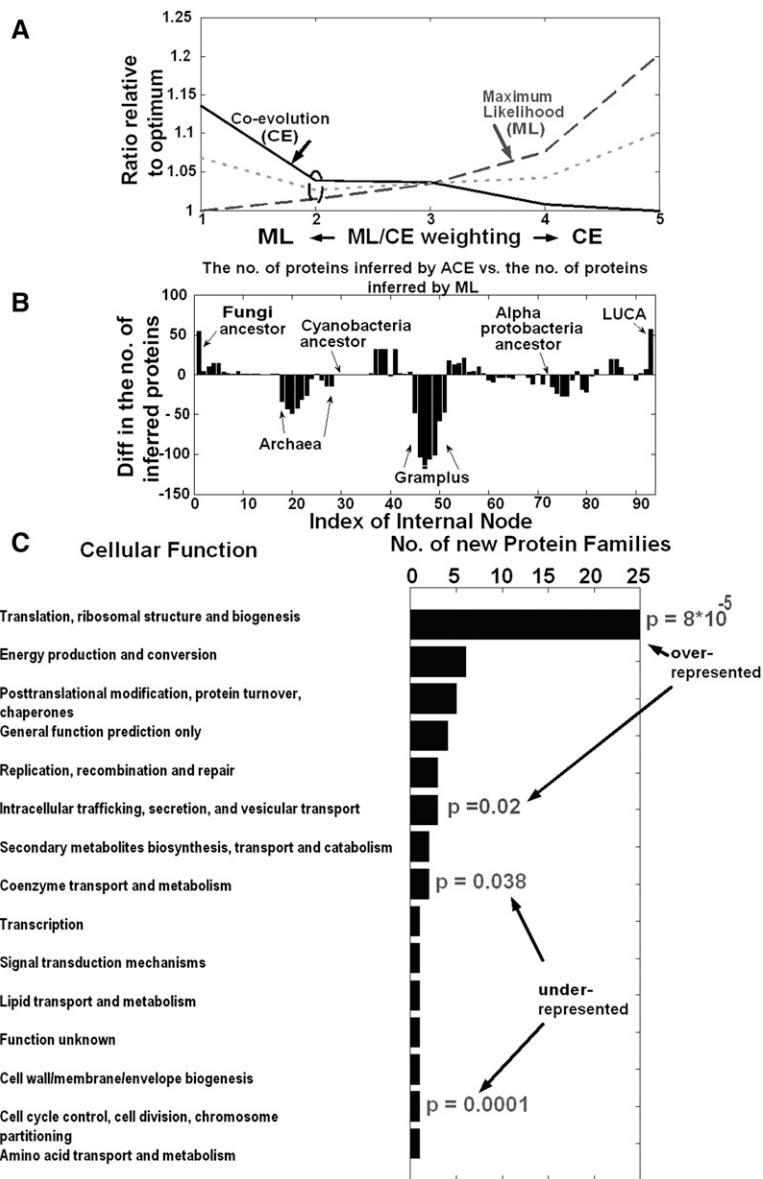 A
1.25
1.2
1.15
1.1
1.05
1
Ratio relative
to optimum
Co-evolution
(CE)
Maximum
Likelihood
(ML)
1 2 3 4 5
ML ← ML/CE weighting → CE
The no. of proteins inferred by ACE vs. the no. of proteins
inferred by ML
B
100
50
0
-50
-100
-150
Diff in the no. of
inferred proteins
Fungi
ancestor
Cyanobacteria
ancestor
Alpha
protobacteria
ancestor
LUCA
Archaea
Gramplus
0 10 20 30 40 50 60 70 80 90
Index of Internal Node
C
Cellular Function
No. of new Protein Families
0 5 10 15 20 25
Translation, ribosomal structure and biogenesis
p = 8*10-5
over-
represented
Energy production and conversion
Posttranslational modification, protein turnover,
chaperones
General function prediction only
Replication, recombination and repair
Intracellular trafficking, secretion, and vesicular transport
p =0.02
Secondary metabolites biosynthesis, transport and catabolism
Coenzyme transport and metabolism
p = 0.038
Transcription
Signal transduction mechanisms
Lipid transport and metabolism
under-
represented
Function unknown
Cell wall/membrane/envelope biogenesis
Cell cycle control, cell division, chromosome
partitioning
p = 0.0001
Amino acid transport and metabolism